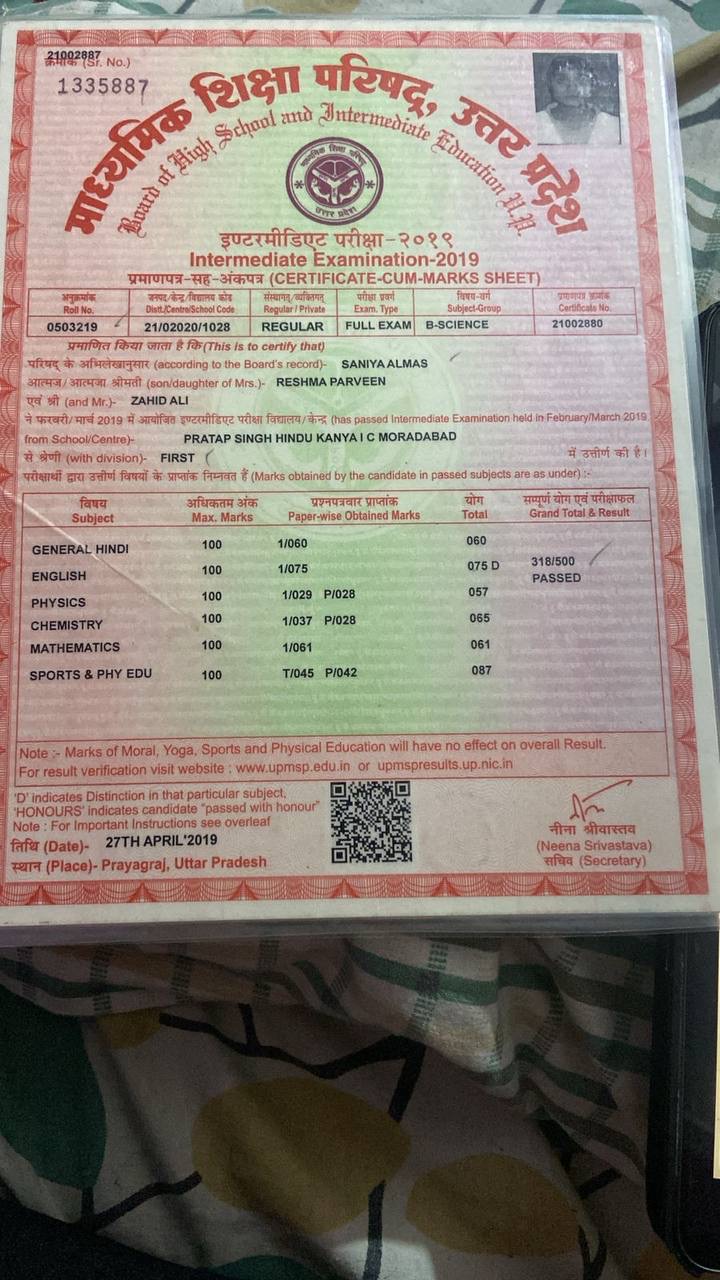 21002887
क्रमांक (Sr. No.)
1335887
माध्यमिक शिक्षा परिषद्, उत्तर प्रदेश
Board of High School and Intermediate Education U.P.
माध्यमिक शिक्षा परिषद्
उत्तर प्रदेश
इण्टरमीडिएट परीक्षा-२०१९
Intermediate Examination-2019
प्रमाणपत्र-सह-अंकपत्र (CERTIFICATE-CUM-MARKS SHEET)
अनुक्रमांक जनपद/केन्द्र/विद्यालय कोड संस्थागत/व्यक्तिगत परीक्षा प्रवर्ग विषय-वर्ग प्रमाणपत्र क्रमांक
Roll No. Distt./Centre/School Code Regular / Private Exam. Type Subject-Group Certificate No.
0503219 21/02020/1028 REGULAR FULL EXAM B-SCIENCE 21002880
प्रमाणित किया जाता है कि (This is to certify that)
परिषद् के अभिलेखानुसार (according to the Board's record)- SANIYA ALMAS
आत्मज/आत्मजा श्रीमती (son/daughter of Mrs.)- RESHMA PARVEEN
एवं श्री (and Mr.)- ZAHID ALI
ने फरवरी/ मार्च 2019 में आयोजित इण्टरमीडिएट परीक्षा विद्यालय/केन्द्र (has passed Intermediate Examination held in February/March 2019
from School/Centre)- PRATAP SINGH HINDU KANYA I C MORADABAD
से श्रेणी (with division)- FIRST में उत्तीर्ण की है।
परीक्षार्थी द्वारा उत्तीर्ण विषयों के प्राप्तांक निम्नवत हैं (Marks obtained by the candidate in passed subjects are as under) :-
विषय अधिकतम अंक प्रश्नपत्रवार प्राप्तांक योग सम्पूर्ण योग एवं परीक्षाफल
Subject Max. Marks Paper-wise Obtained Marks Total Grand Total & Result
GENERAL HINDI 100 1/060 060
ENGLISH 100 1/075 075 D 318/500
PASSED
PHYSICS 100 1/029 P/028 057
CHEMISTRY 100 1/037 P/028 065
MATHEMATICS 100 1/061 061
SPORTS & PHY EDU 100 T/045 P/042 087
Note :- Marks of Moral, Yoga, Sports and Physical Education will have no effect on overall Result.
For result verification visit website : www.upmsp.edu.in or upmspresults.up.nic.in
'D' indicates Distinction in that particular subject,
'HONOURS' indicates candidate "passed with honour"
Note : For Important Instructions see overleaf
तिथि (Date)- 27TH APRIL'2019
स्थान (Place)- Prayagraj, Uttar Pradesh
नीना श्रीवास्तव
(Neena Srivastava)
सचिव (Secretary)